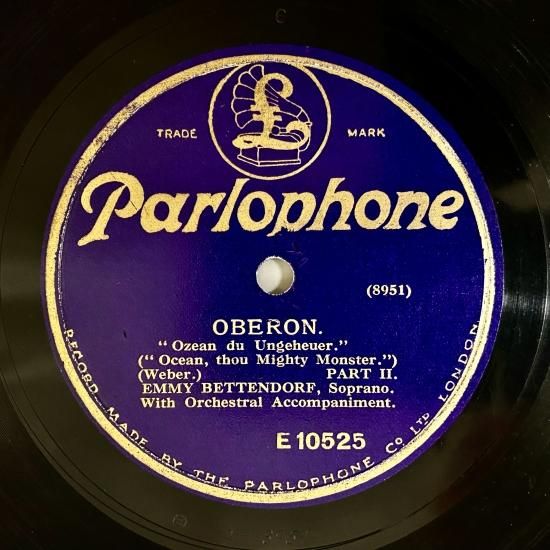 £
TRADE MARK
Parlophone
(8951)
OBERON.
"Ozean du Ungeheuer."
("Ocean, thou Mighty Monster.")
(Weber.) PART II.
EMMY BETTENDORF, Soprano.
With Orchestral Accompaniment.
E 10525
RECORD MADE BY THE PARLOPHONE Co LTD LONDON